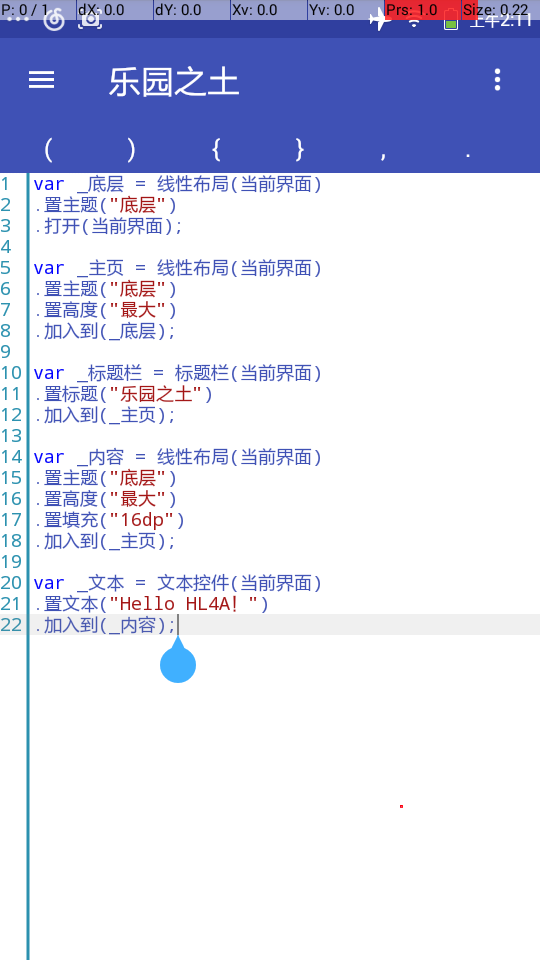 P: 0 / 1 dX: 0.0 dY: 0.0 Xv: 0.0 Yv: 0.0 Prs: 1.0 Size: 0.22
上午2:11
乐园之土
( ) { } , .
1 var _底层 = 线性布局(当前界面)
2 .置主题("底层")
3 .打开(当前界面);
4
5 var _主页 = 线性布局(当前界面)
6 .置主题("底层")
7 .置高度("最大")
8 .加入到(_底层);
9
10 var _标题栏 = 标题栏(当前界面)
11 .置标题("乐园之土")
12 .加入到(_主页);
13
14 var _内容 = 线性布局(当前界面)
15 .置主题("底层")
16 .置高度("最大")
17 .置填充("16dp")
18 .加入到(_主页);
19
20 var _文本 = 文本控件(当前界面)
21 .置文本("Hello HL4A！")
22 .加入到(_内容);